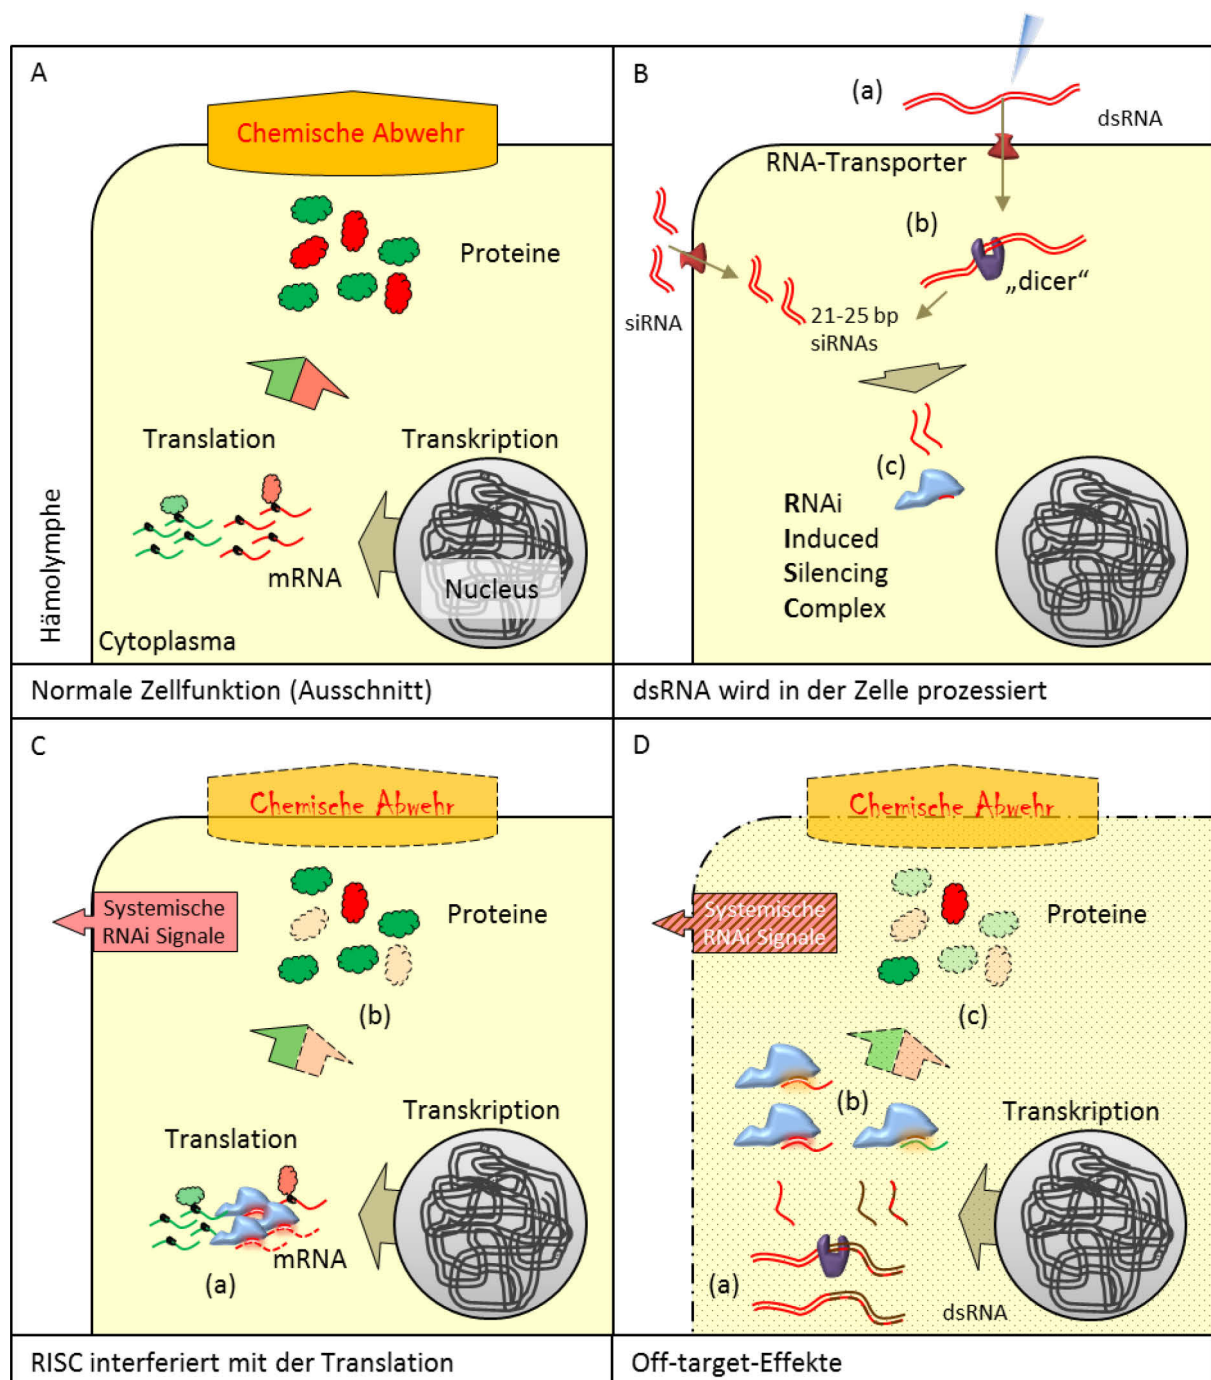 A
Chemische Abwehr
Proteine
Translation
Transkription
mRNA
Nucleus
Hämolymphe
Cytoplasma
Normale Zellfunktion (Ausschnitt)
B
(a)
dsRNA
RNA-Transporter
(b)
„dicer“
siRNA
21-25 bp
siRNAs
(c)
RNAi
Induced
Silencing
Complex
dsRNA wird in der Zelle prozessiert
C
Chemische Abwehr
Systemische
RNAi Signale
Proteine
(b)
Transkription
Translation
mRNA
(a)
RISC interferiert mit der Translation
D
Chemische Abwehr
Systemische
RNAi Signale
Proteine
(c)
(b)
Transkription
(a)
dsRNA
Off-target-Effekte